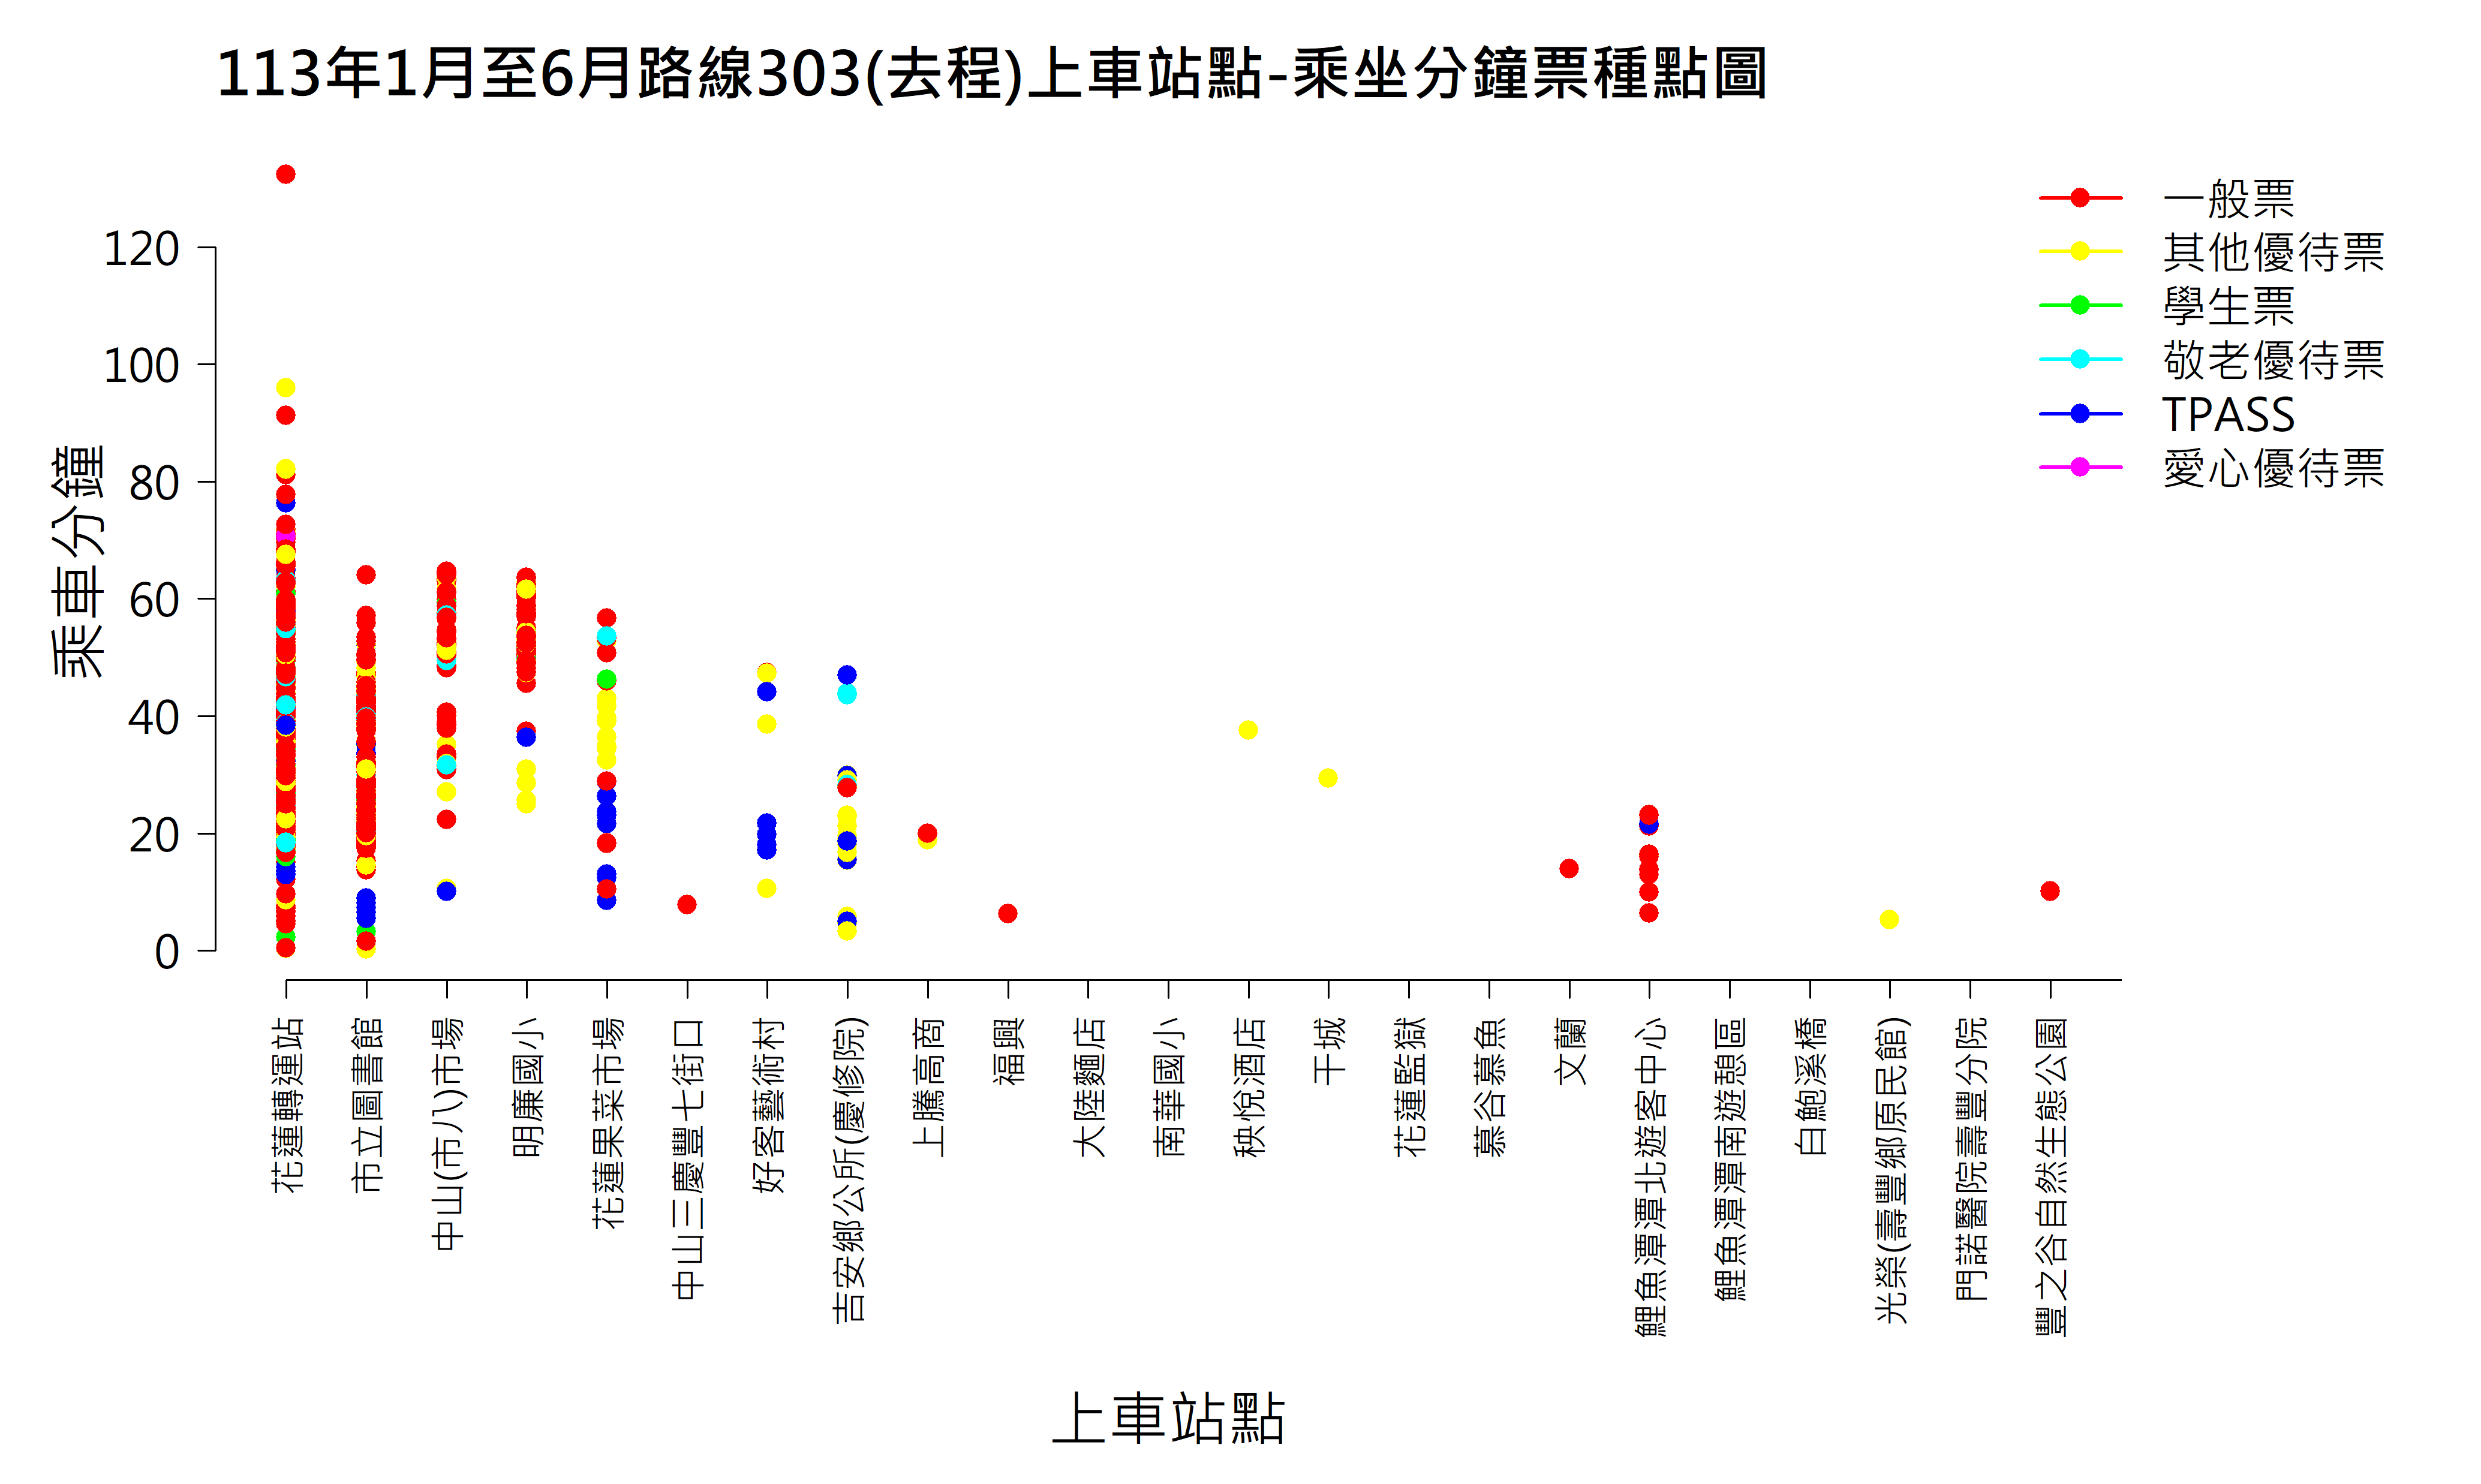 113年1月至6月路線303(去程)上車站點-乘坐分鐘票種點圖
一般票
其他優待票
學生票
敬老優待票
TPASS
愛心優待票
乘車分鐘
120
100
80
60
40
20
0
花蓮轉運站
市立圖書館
中山(市八)市場
明廉國小
花蓮果菜市場
中山三慶豐七街口
好客藝術村
吉安鄉公所(慶修院)
上騰高商
福興
大陸麵店
南華國小
秧悅酒店
干城
花蓮監獄
慕谷慕魚
文蘭
鯉魚潭潭北遊客中心
鯉魚潭潭南遊憩區
白鮑溪橋
光榮(壽豐鄉原民館)
門諾醫院壽豐分院
豐之谷自然生態公園
上車站點